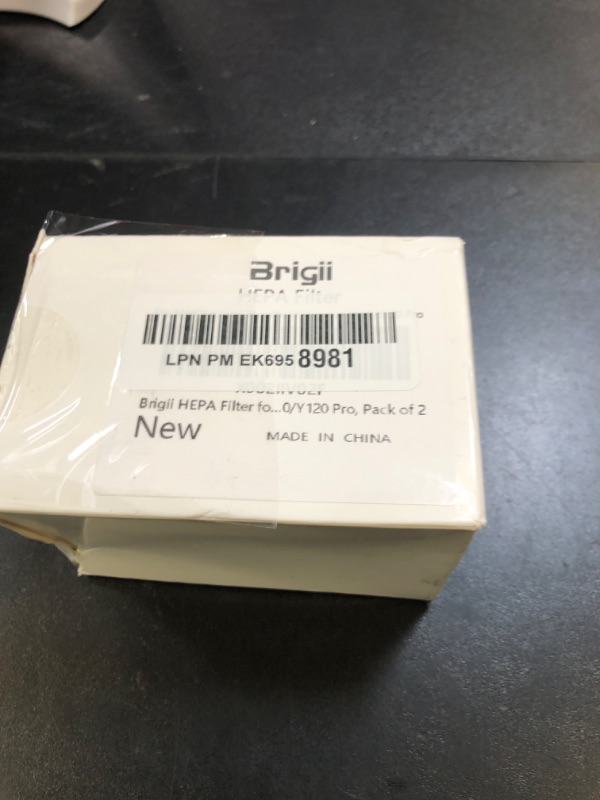 Brigii
HEPA Filter
LPN PM EK695 8981
Brigii HEPA Filter fo...0/Y120 Pro, Pack of 2
New
MADE IN CHINA